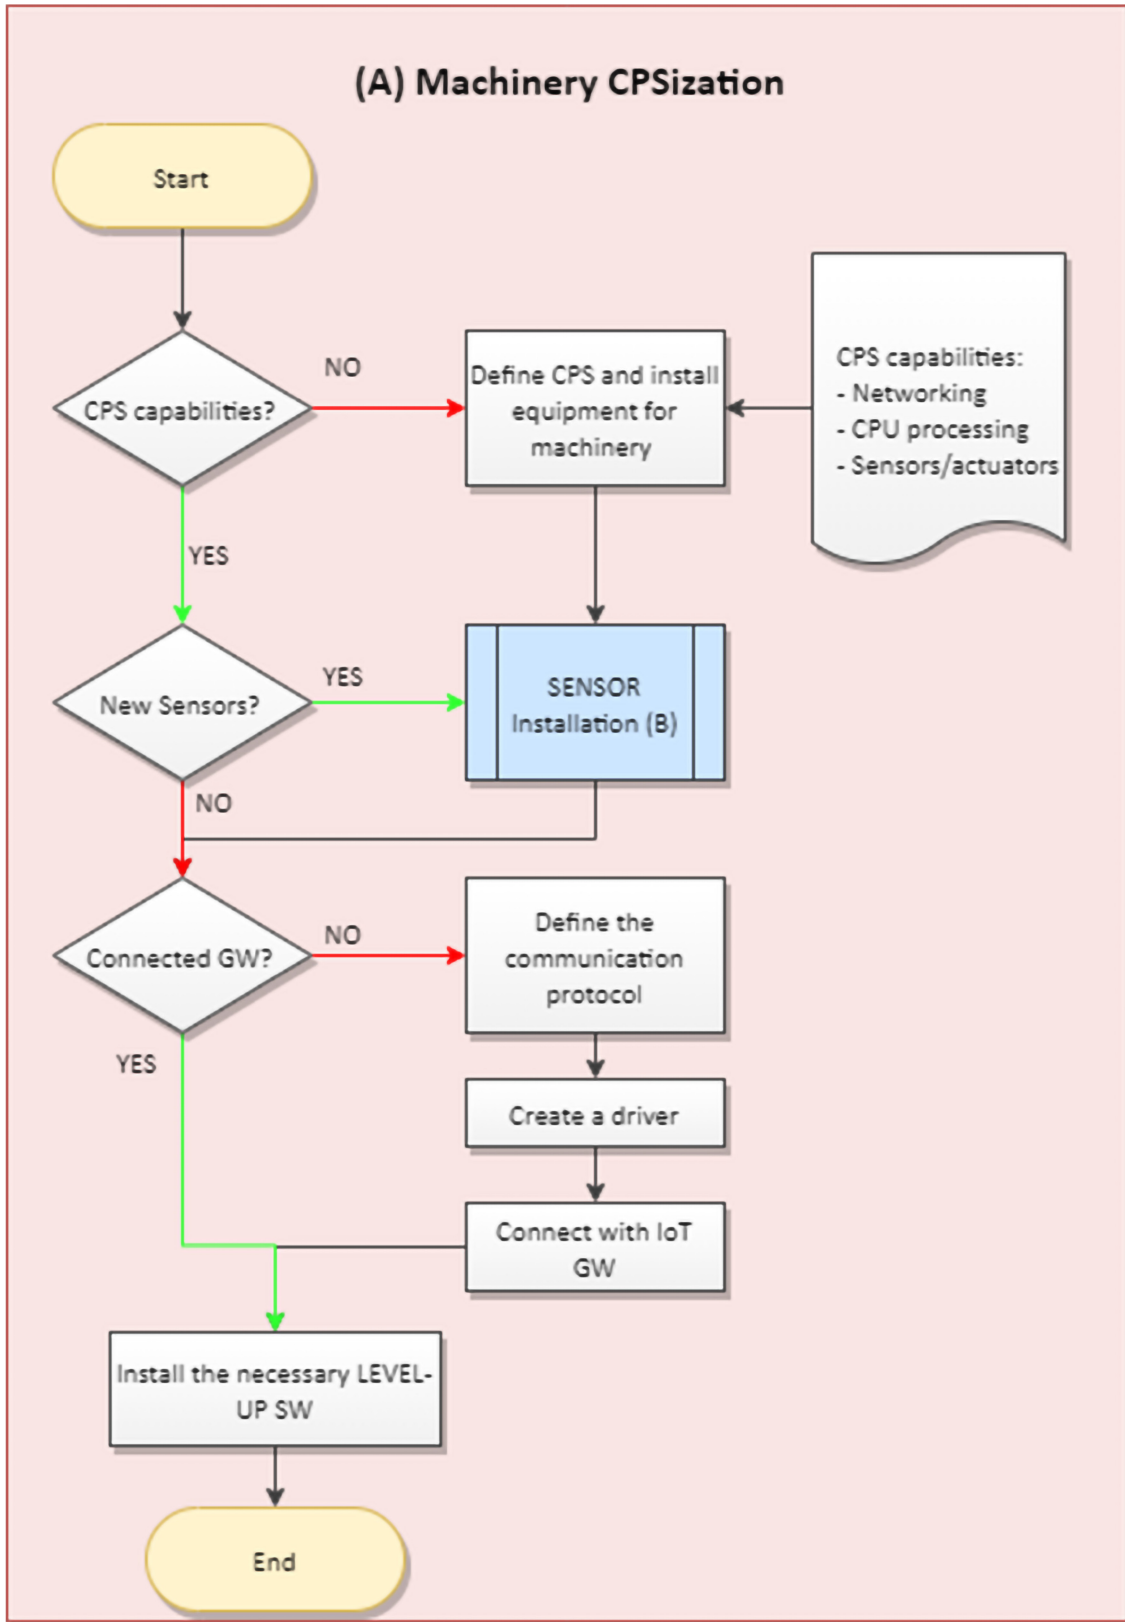 (A) Machinery CPSization
Start
CPS capabilities?
NO
Define CPS and install
equipment for
machinery
CPS capabilities:
- Networking
- CPU processing
- Sensors/actuators
YES
New Sensors?
YES
SENSOR
Installation (B)
NO
Connected GW?
NO
Define the
communication
protocol
YES
Create a driver
Connect with IoT
GW
Install the necessary LEVEL-
UP SW
End